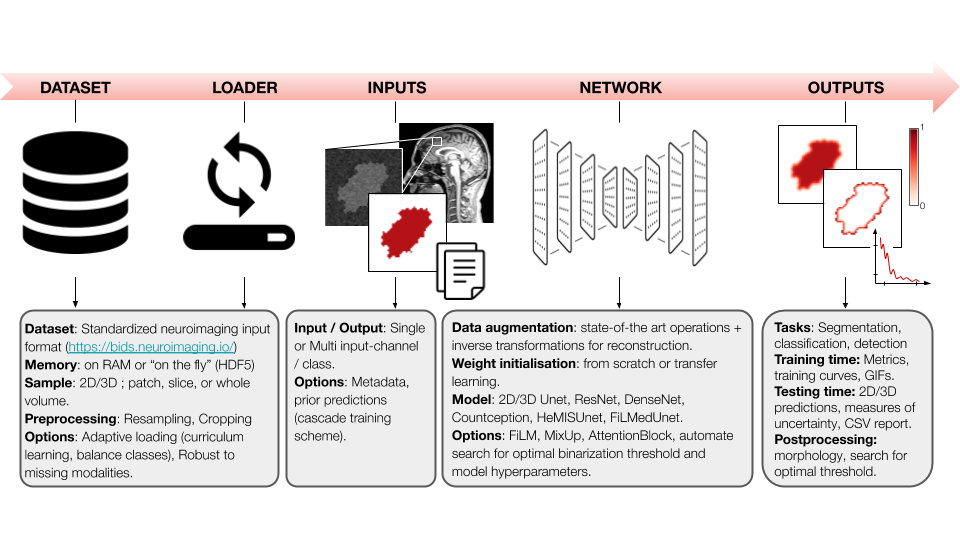 DATASET
LOADER
INPUTS
NETWORK
OUTPUTS
1
0
Dataset: Standardized neuroimaging input
format (https://bids.neuroimaging.io/)
Memory: on RAM or “on the fly” (HDF5)
Sample: 2D/3D ; patch, slice, or whole
volume.
Preprocessing: Resampling, Cropping
Options: Adaptive loading (curriculum
learning, balance classes), Robust to
missing modalities.
Input / Output: Single
or Multi input-channel
/ class.
Options: Metadata,
prior predictions
(cascade training
scheme).
Data augmentation: state-of-the art operations +
inverse transformations for reconstruction.
Weight initialisation: from scratch or transfer
learning.
Model: 2D/3D Unet, ResNet, DenseNet,
Countception, HeMISUnet, FiLMedUnet.
Options: FiLM, MixUp, AttentionBlock, automate
search for optimal binarization threshold and
model hyperparameters.
Tasks: Segmentation,
classification, detection
Training time: Metrics,
training curves, GIFs.
Testing time: 2D/3D
predictions, measures of
uncertainty, CSV report.
Postprocessing:
morphology, search for
optimal threshold.